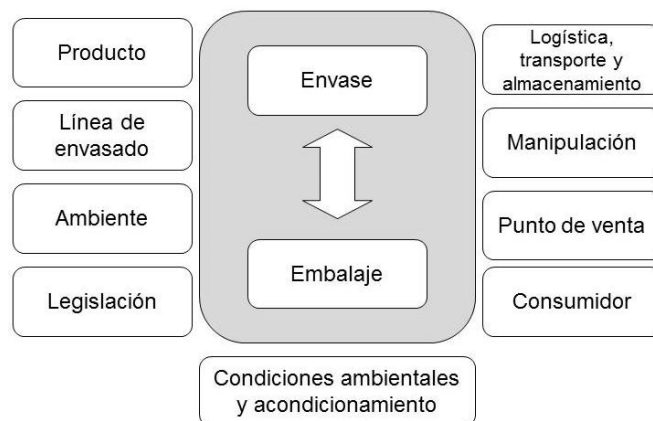 Producto
Línea de
envasado
Ambiente
Legislación
Envase
Embalaje
Logística,
transporte y
almacenamiento
Manipulación
Punto de venta
Consumidor
Condiciones ambientales
y acondicionamiento